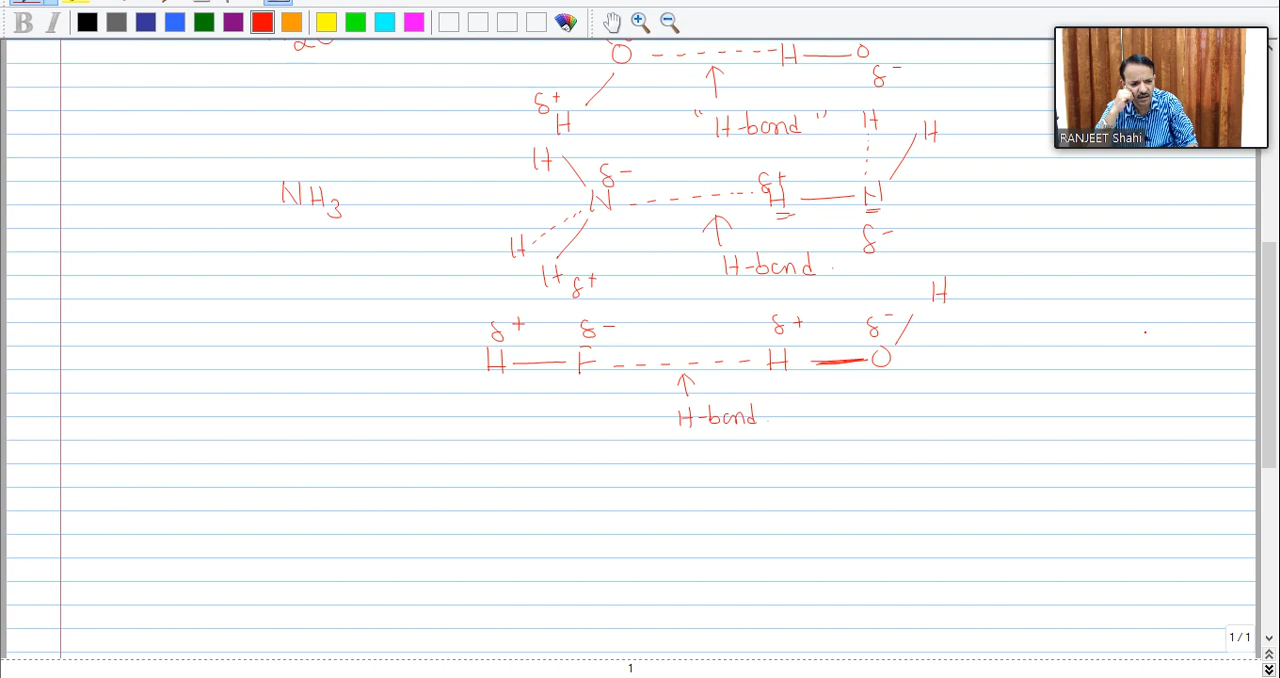 B I
O ---- H — O
δ+ δ-
H "H-bond" H H
H δ- δ+
NH3 N ---- H — N
H H-bond δ-
H δ+
H
δ+ δ- δ+ δ-
H — F ---- H — O
H-bond
RANJEET Shahi
1 / 1
1